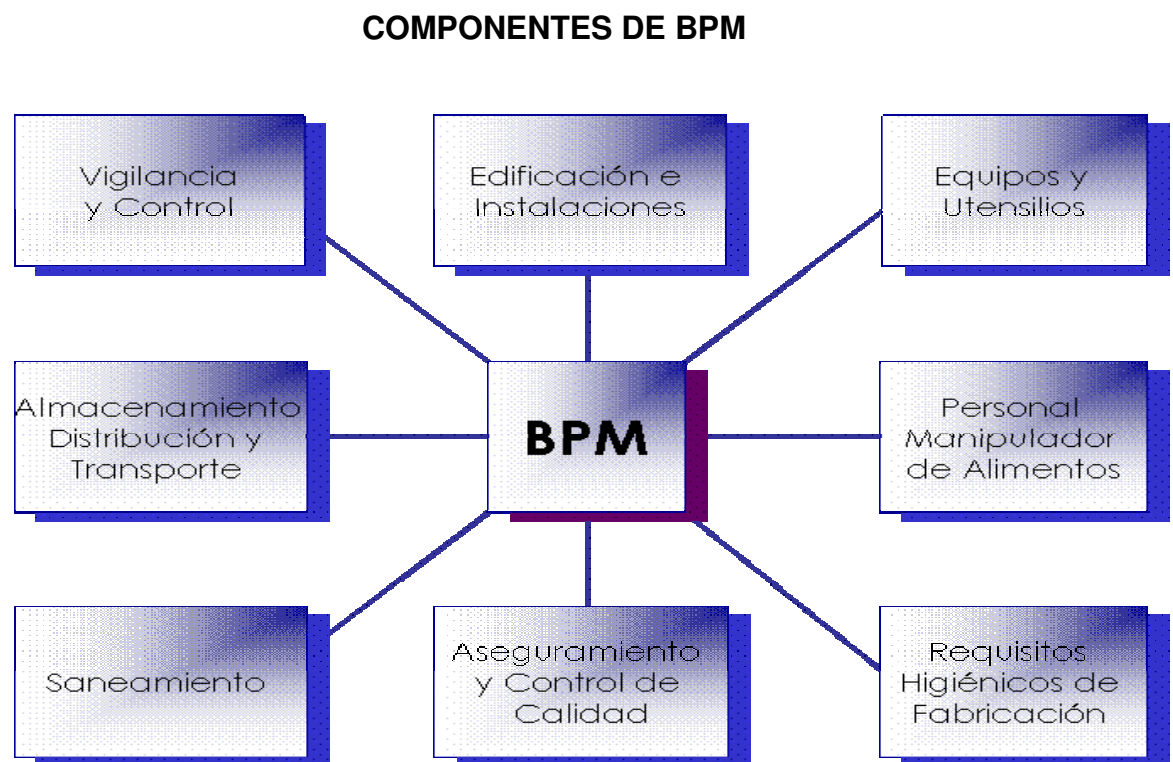 COMPONENTES DE BPM
Vigilancia
y Control
Edificación e
Instalaciones
Equipos y
Utensilios
Almacenamiento
Distribución y
Transporte
BPM
Personal
Manipulador
de Alimentos
Saneamiento
Aseguramiento
y Control de
Calidad
Requisitos
Higiénicos de
Fabricación